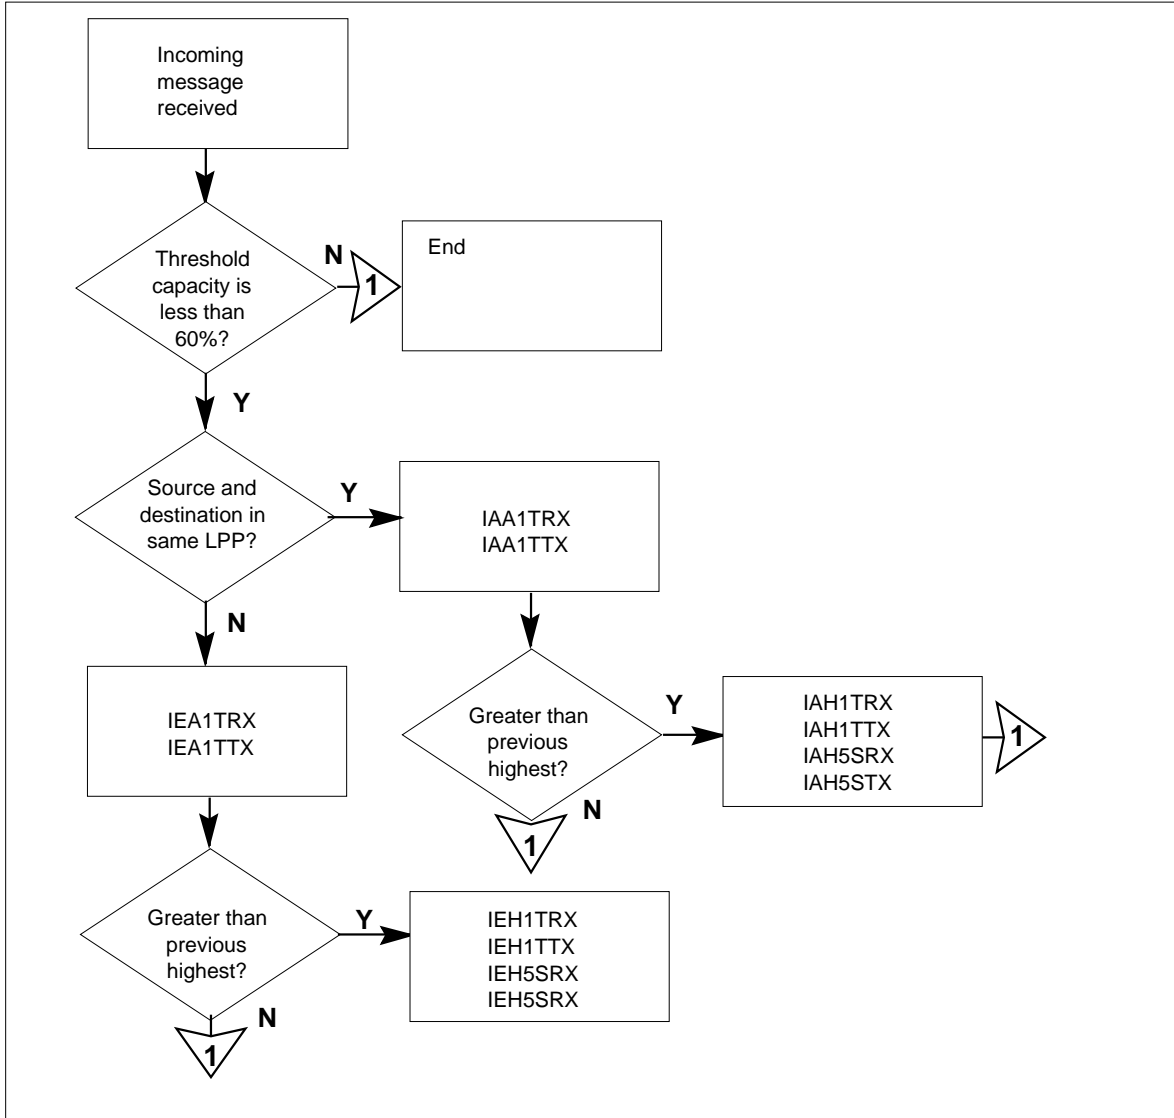 Incoming
message
received
Threshold
capacity is
less than
60%?
N
1
End
Y
Source and
destination in
same LPP?
Y
IAA1TRX
IAA1TTX
N
IEA1TRX
IEA1TTX
Greater than
previous
highest?
Y
IAH1TRX
IAH1TTX
IAH5SRX
IAH5STX
1
N
1
Greater than
previous
highest?
Y
IEH1TRX
IEH1TTX
IEH5SRX
IEH5SRX
N
1